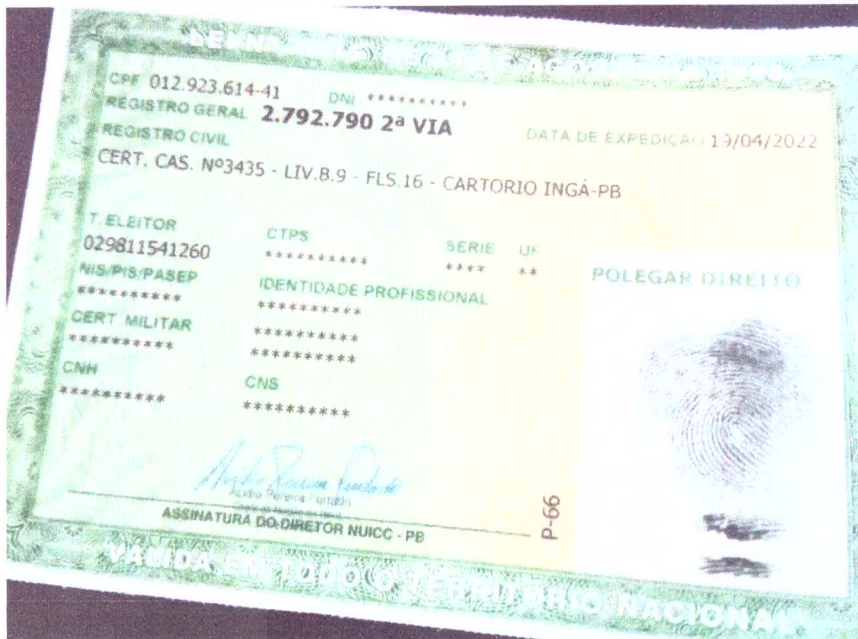 CPF 012.923.614-41 DNI **********
REGISTRO GERAL 2.792.790 2ª VIA DATA DE EXPEDIÇÃO 19/04/2022
REGISTRO CIVIL
CERT. CAS. Nº3435 - LIV.B.9 - FLS.16 - CARTORIO INGÁ-PB
T. ELEITOR CTPS SERIE UF
029811541260 ********** **** **
NIS/PIS/PASEP IDENTIDADE PROFISSIONAL POLEGAR DIREITO
********** **********
CERT. MILITAR **********
********** **********
CNH CNS
********** **********
ASSINATURA DO DIRETOR NUICC - PB
P-66
VÁLIDA EM TODO O TERRITÓRIO NACIONAL